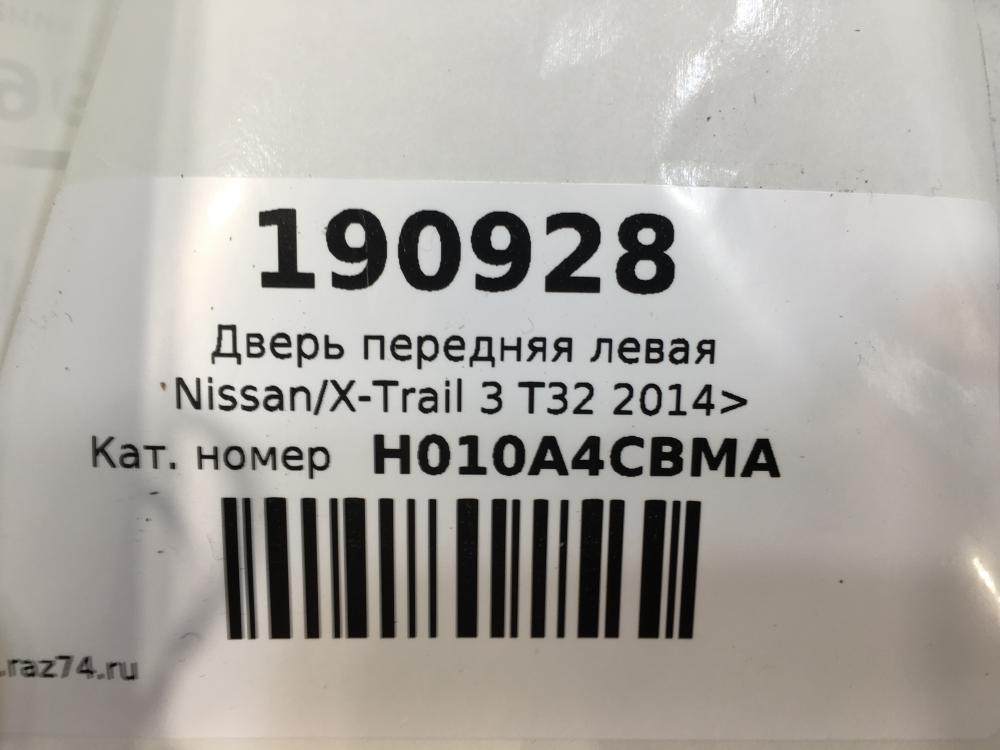 190928
Дверь передняя левая
Nissan/X-Trail 3 T32 2014>
Кат. номер H010A4CBMA
.raz74.ru